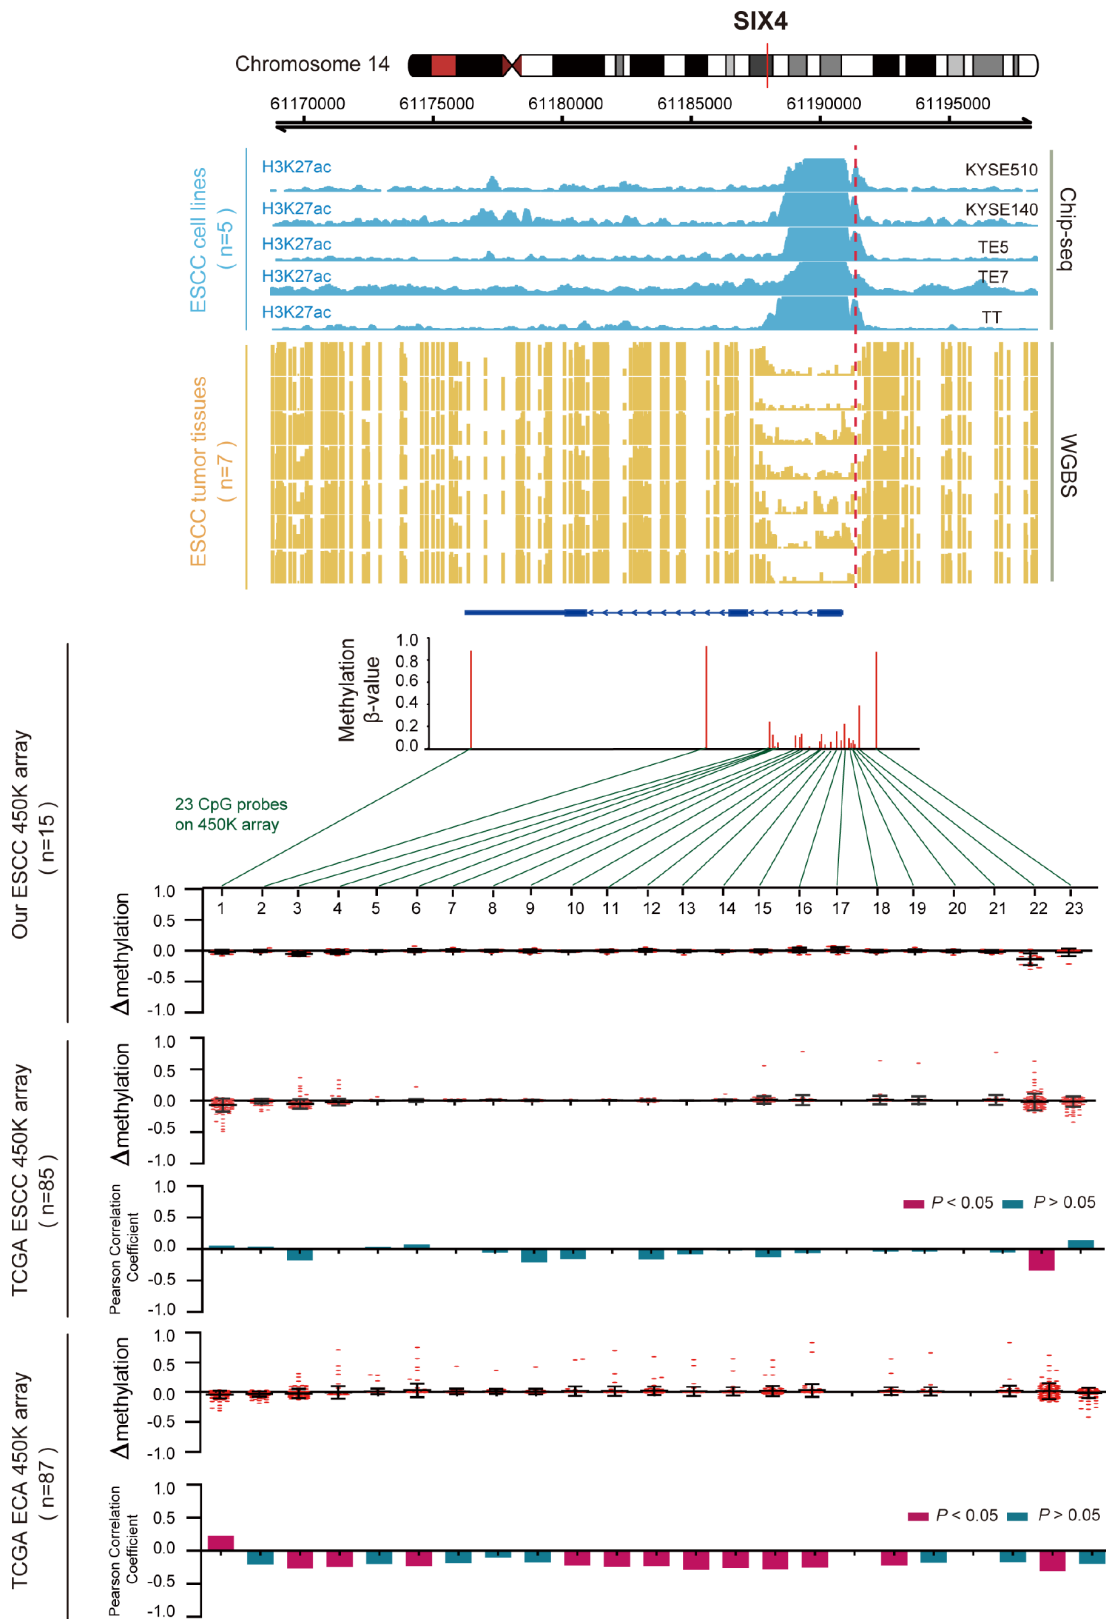 SIX4
Chromosome 14
61170000 61175000 61180000 61185000 61190000 61195000
ESCC cell lines
( n=5 )
H3K27ac KYSE510
H3K27ac KYSE140
H3K27ac TE5
H3K27ac TE7
H3K27ac TT
Chip-seq
ESCC tumor tissues
( n=7 )
WGBS
Our ESCC 450K array
( n=15 )
Methylation
β-value
1.0
0.8
0.6
0.4
0.2
0.0
23 CpG probes
on 450K array
Δmethylation
1.0
0.5
0.0
-0.5
-1.0
1 2 3 4 5 6 7 8 9 10 11 12 13 14 15 16 17 18 19 20 21 22 23
TCGA ESCC 450K array
( n=85 )
Δmethylation
1.0
0.5
0.0
-0.5
-1.0
Pearson Correlation
Coefficient
1.0
0.5
0.0
-0.5
-1.0
P < 0.05 P > 0.05
TCGA ECA 450K array
( n=87 )
Δmethylation
1.0
0.5
0.0
-0.5
-1.0
Pearson Correlation
Coefficient
1.0
0.5
0.0
-0.5
-1.0
P < 0.05 P > 0.05